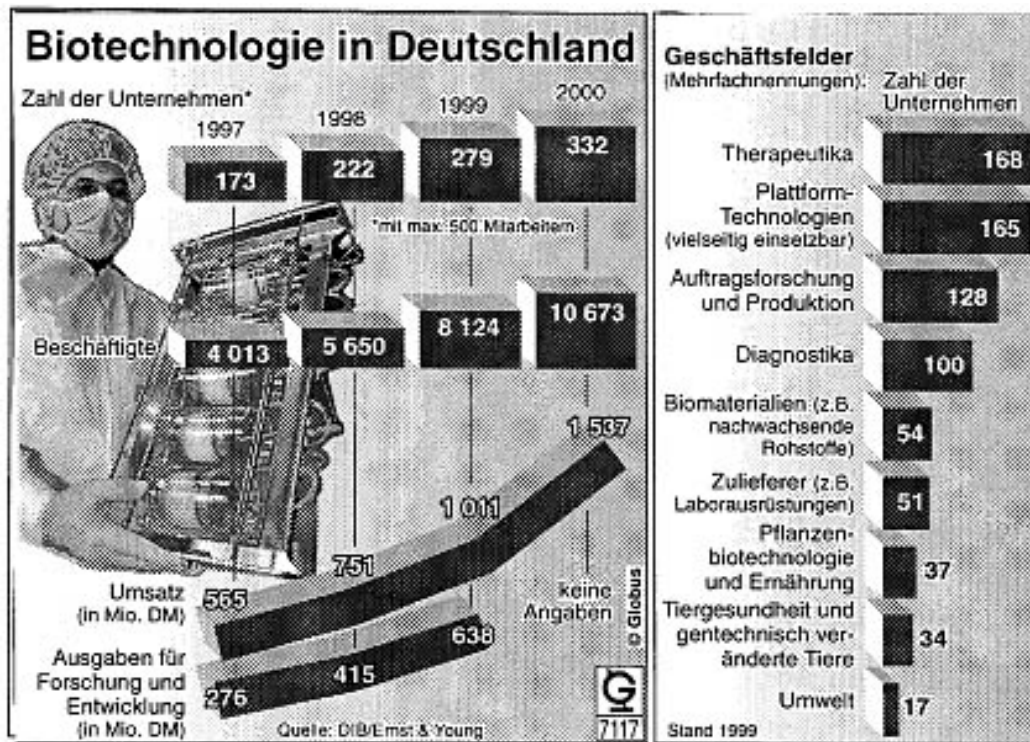 Biotechnologie in Deutschland
Zahl der Unternehmen*
1997
1998
1999
2000
173
222
279
332
*mit max. 500 Mitarbeitern
Beschäftigte
4 013
5 650
8 124
10 673
Umsatz
(in Mio. DM)
565
751
1 011
1 537
Ausgaben für
Forschung und
Entwicklung
(in Mio. DM)
276
415
638
keine
Angaben
© Globus
Quelle: DIB/Ernst & Young
G
7117
Geschäftsfelder
(Mehrfachnennungen).
Zahl der
Unternehmen
Therapeutika
168
Plattform-
Technologien
(vielseitig einsetzbar)
165
Auftragsforschung
und Produktion
128
Diagnostika
100
Biomaterialien (z.B.
nachwachsende
Rohstoffe)
54
Zulieferer (z.B.
Laborausrüstungen)
51
Pflanzen-
biotechnologie
und Ernährung
37
Tiergesundheit und
gentechnisch ver-
änderte Tiere
34
Umwelt
17
Stand 1999